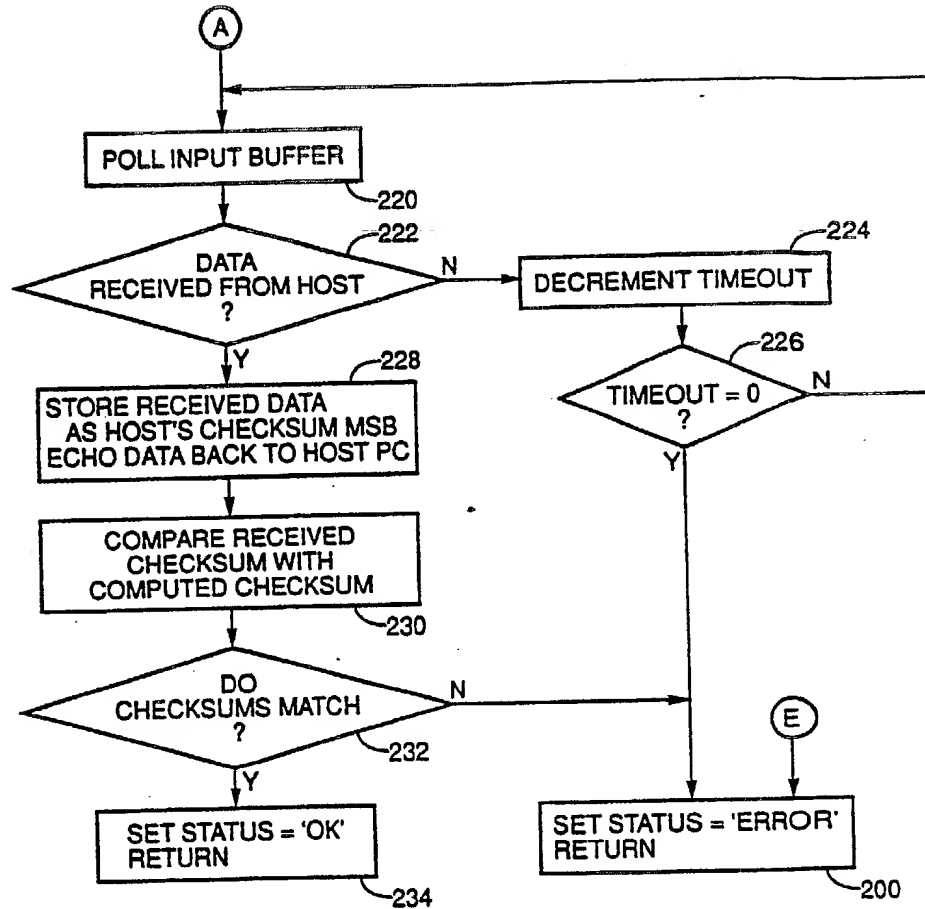 A
POLL INPUT BUFFER
220
222
DATA
RECEIVED FROM HOST
?
N
Y
224
DECREMENT TIMEOUT
226
TIMEOUT = 0
?
N
Y
228
STORE RECEIVED DATA
AS HOST'S CHECKSUM MSB
ECHO DATA BACK TO HOST PC
COMPARE RECEIVED
CHECKSUM WITH
COMPUTED CHECKSUM
230
DO
CHECKSUMS MATCH
?
N
232
Y
E
SET STATUS = 'OK'
RETURN
234
SET STATUS = 'ERROR'
RETURN
200